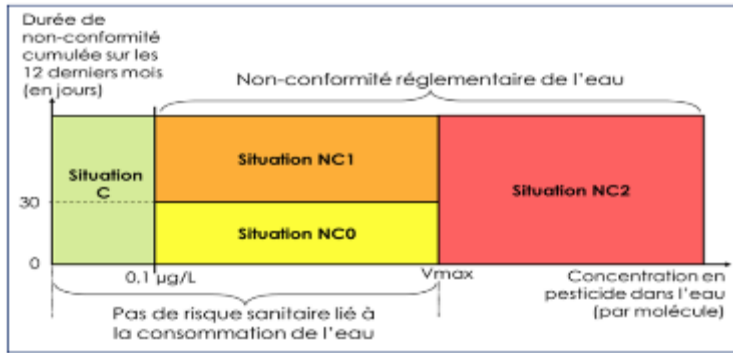 Durée de
non-conformité
cumulée sur les
12 derniers mois
(en jours)
Non-conformité réglementaire de l'eau
Situation
C
Situation NC1
Situation NC2
30
Situation NC0
0
0,1 µg/L
Vmax
Concentration en
pesticide dans l'eau
(par molécule)
Pas de risque sanitaire lié à
la consommation de l'eau